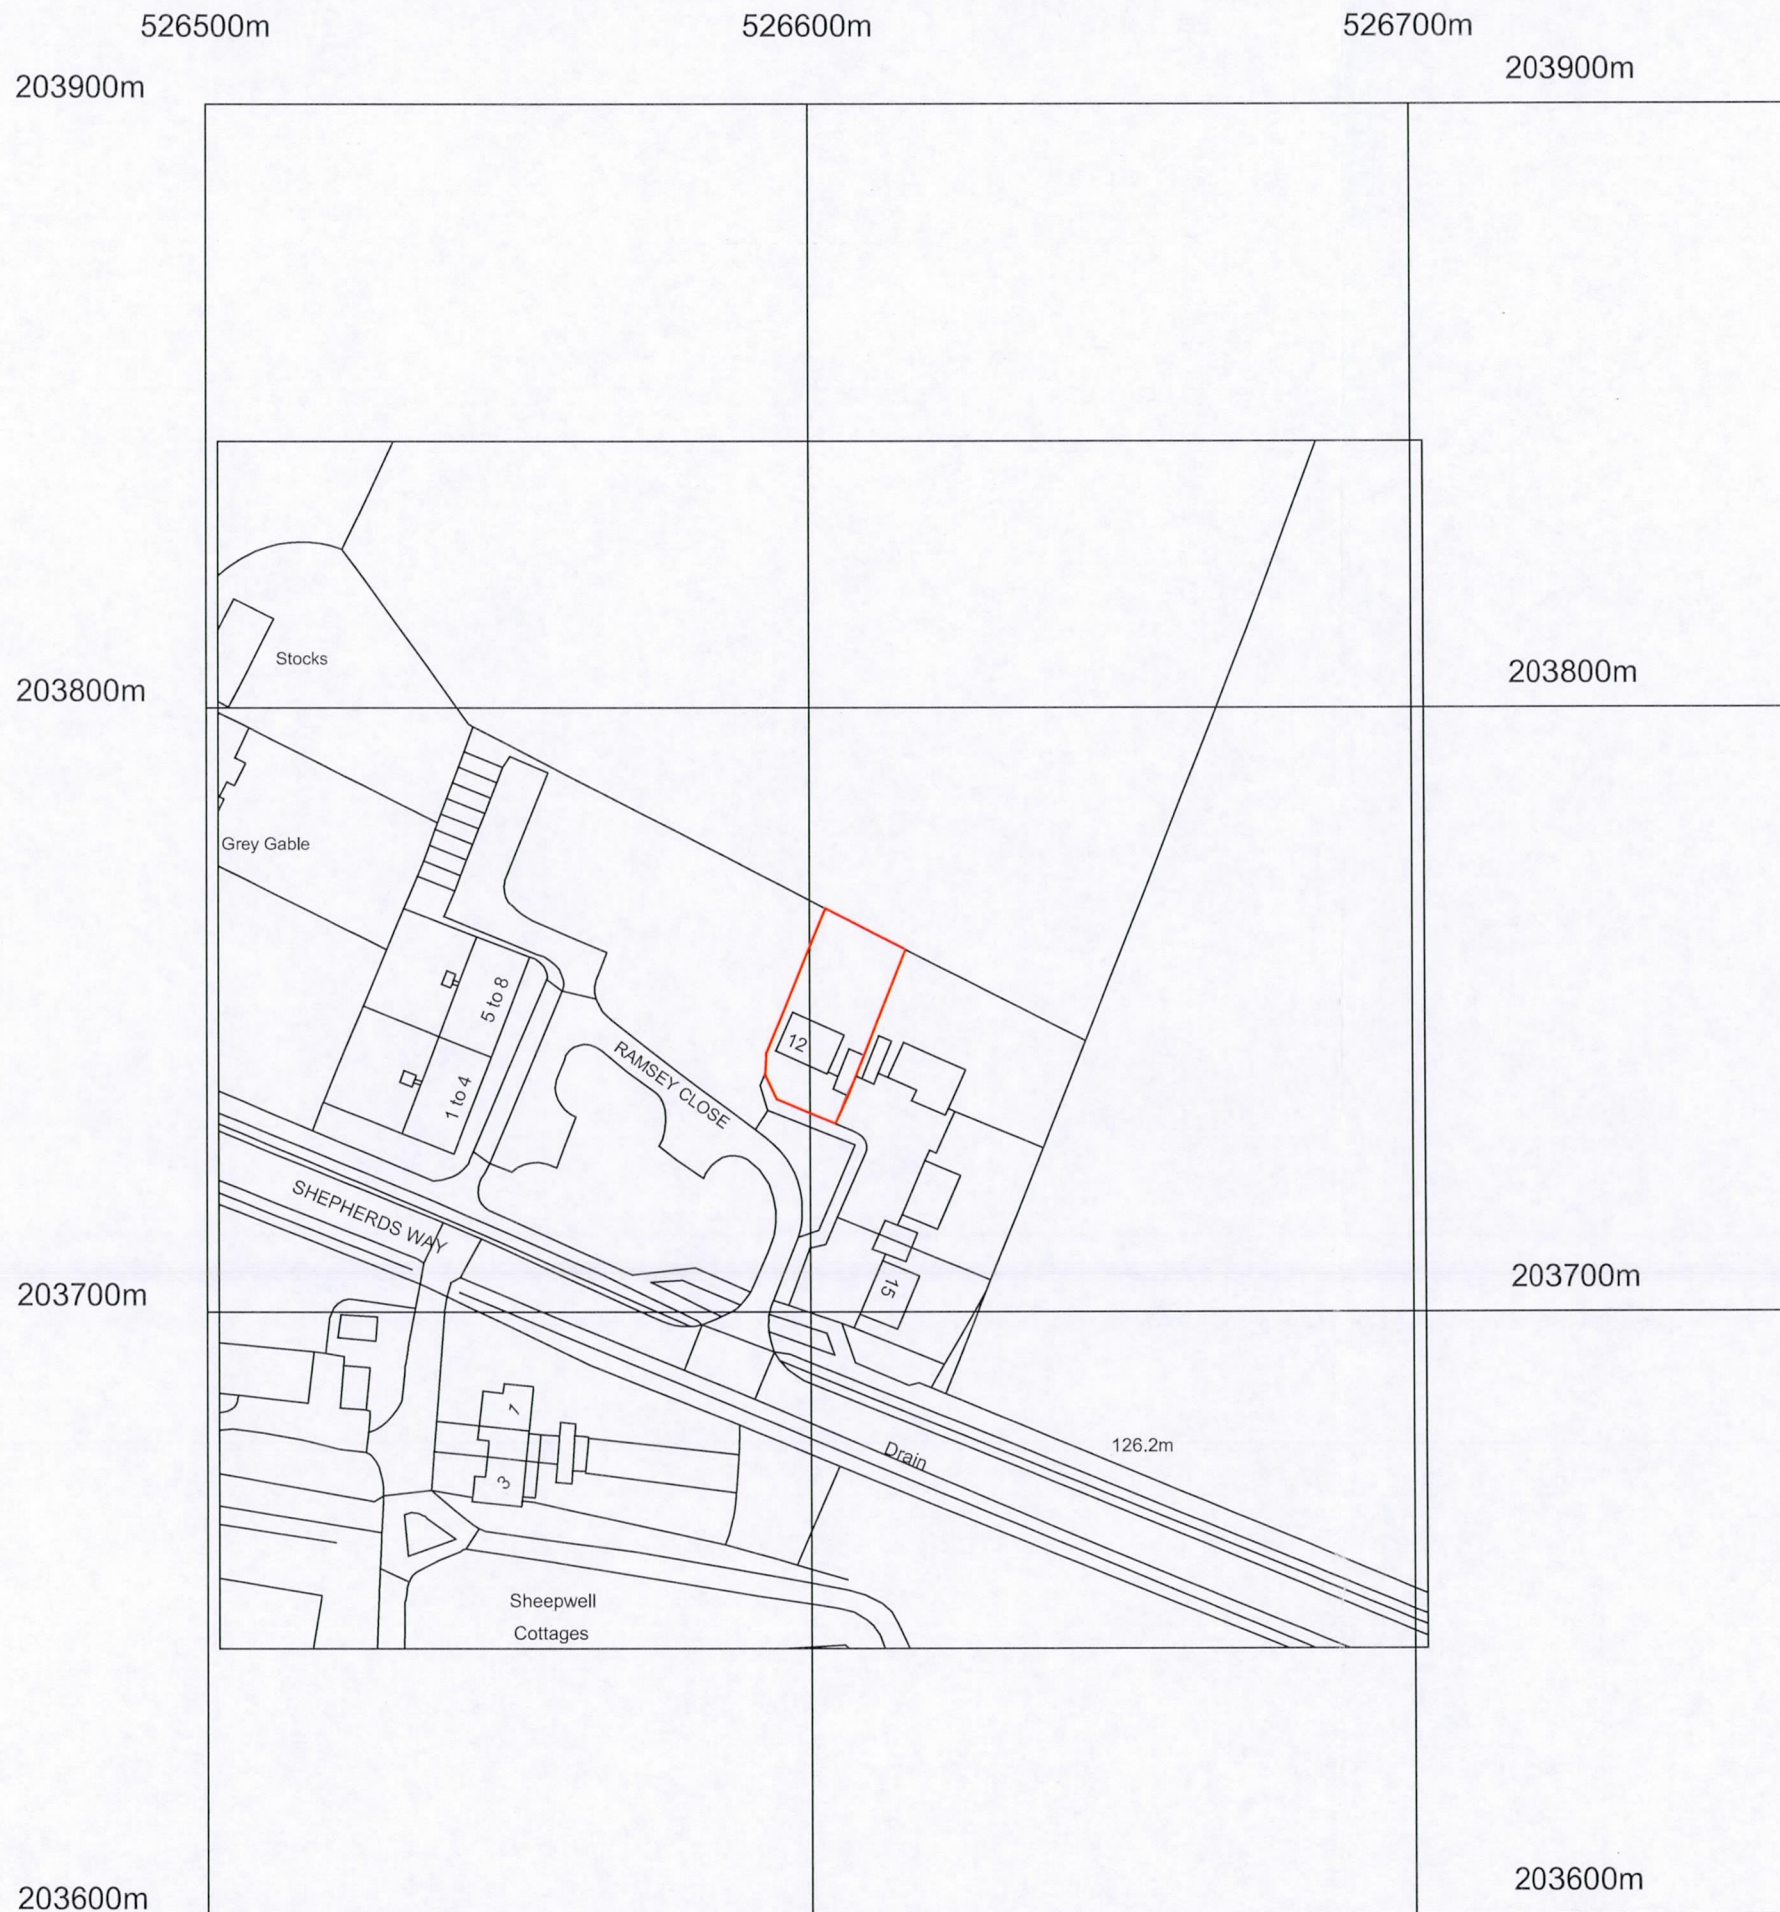 526500m
526600m
526700m
203900m
203900m
Stocks
203800m
203800m
Grey Gable
5 to 8
12
RAMSEY CLOSE
1 to 4
SHEPHERDS WAY
15
203700m
203700m
1
Drain
126.2m
3
Sheepwell
Cottages
203600m
203600m